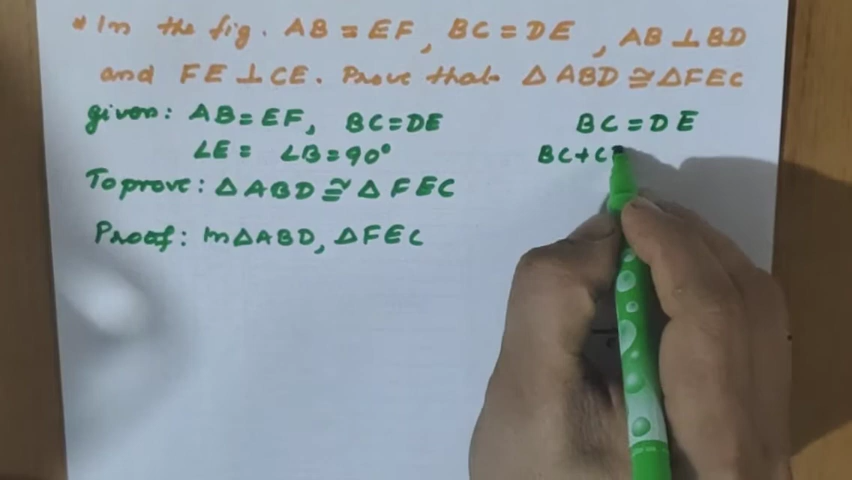 * In the fig. AB = EF, BC = DE, AB ⊥ BD
and FE ⊥ CE. Prove that △ ABD ≅ △ FEC
given: AB = EF, BC = DE
∠E = ∠B = 90°
To prove: △ ABD ≅ △ FEC
Proof: In △ ABD, △ FEC
BC = DE
BC + C